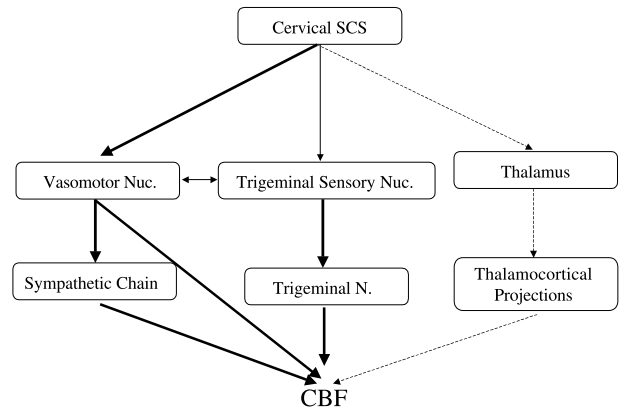 Cervical SCS
Vasomotor Nuc.
Trigeminal Sensory Nuc.
Thalamus
Sympathetic Chain
Trigeminal N.
Thalamocortical
Projections
CBF